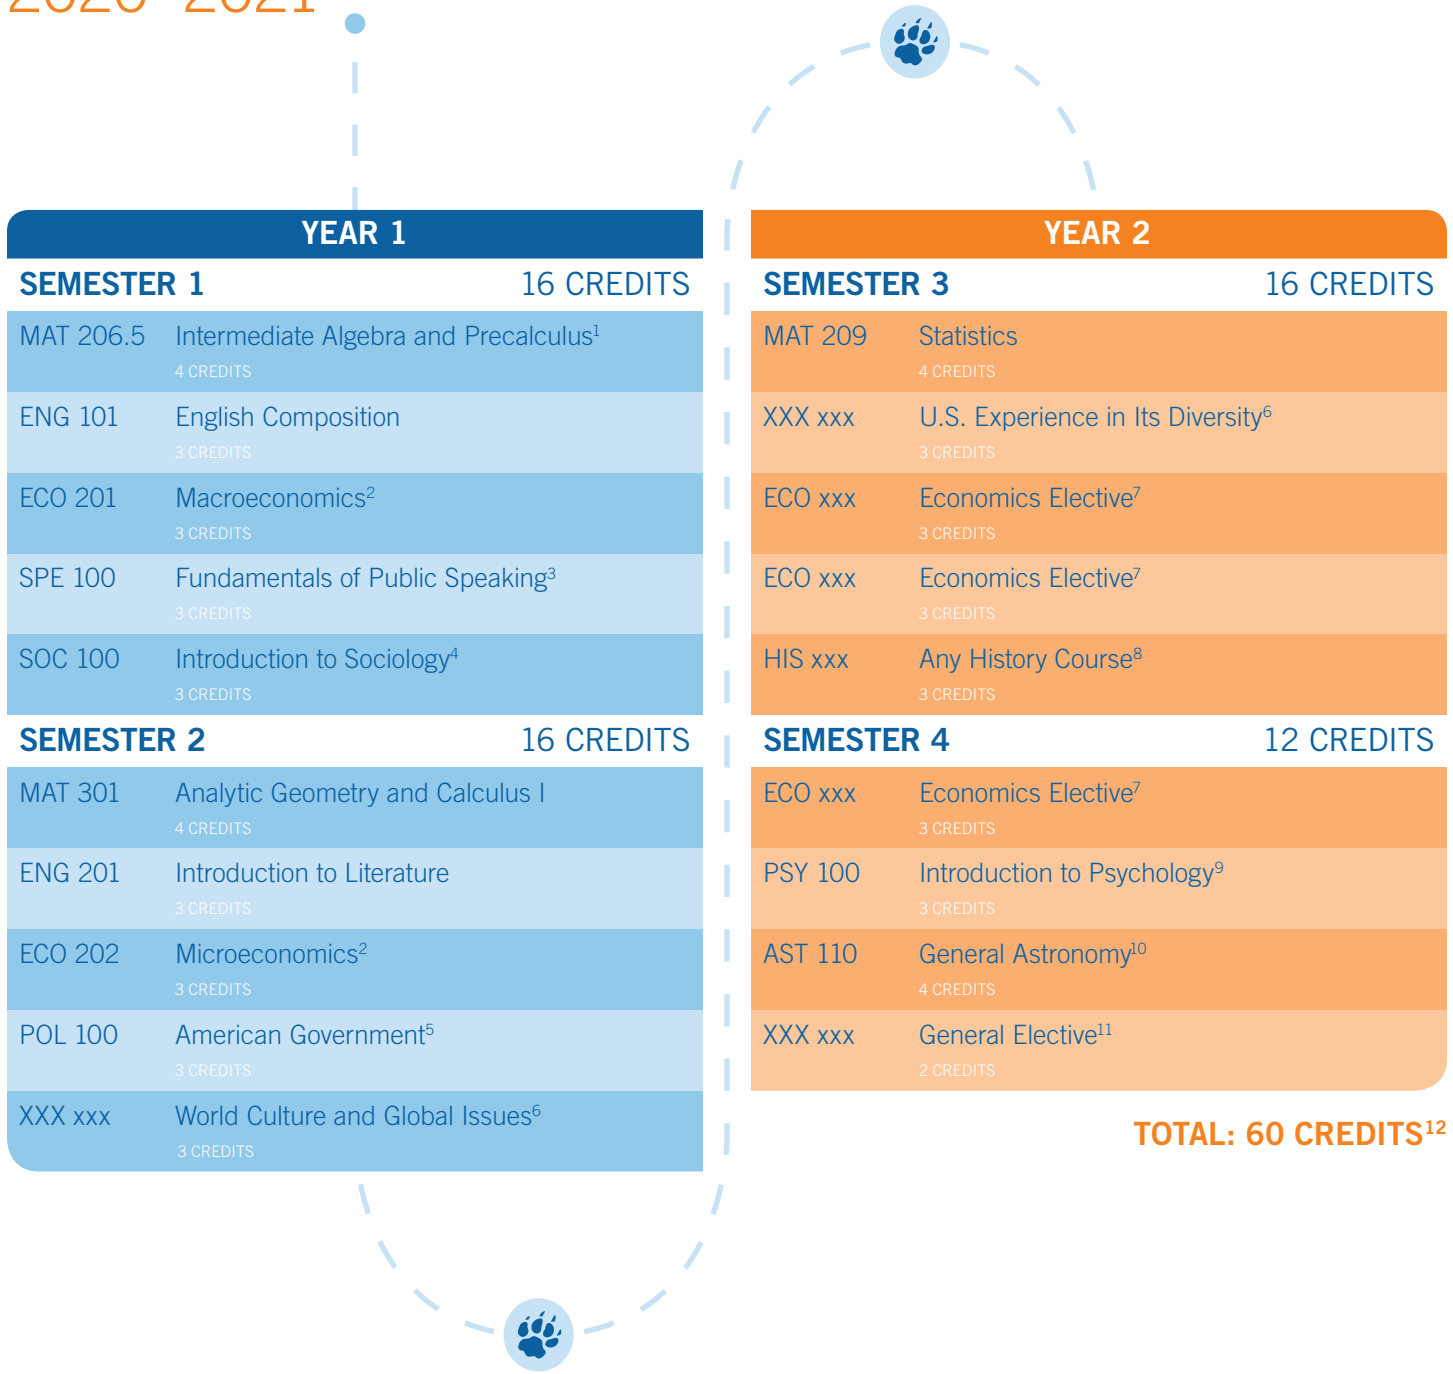 2020–2021
YEAR 1
SEMESTER 1 16 CREDITS
MAT 206.5 Intermediate Algebra and Precalculus¹
4 CREDITS
ENG 101 English Composition
3 CREDITS
ECO 201 Macroeconomics²
3 CREDITS
SPE 100 Fundamentals of Public Speaking³
3 CREDITS
SOC 100 Introduction to Sociology⁴
3 CREDITS
SEMESTER 2 16 CREDITS
MAT 301 Analytic Geometry and Calculus I
4 CREDITS
ENG 201 Introduction to Literature
3 CREDITS
ECO 202 Microeconomics²
3 CREDITS
POL 100 American Government⁵
3 CREDITS
XXX xxx World Culture and Global Issues⁶
3 CREDITS
YEAR 2
SEMESTER 3 16 CREDITS
MAT 209 Statistics
4 CREDITS
XXX xxx U.S. Experience in Its Diversity⁶
3 CREDITS
ECO xxx Economics Elective⁷
3 CREDITS
ECO xxx Economics Elective⁷
3 CREDITS
HIS xxx Any History Course⁸
3 CREDITS
SEMESTER 4 12 CREDITS
ECO xxx Economics Elective⁷
3 CREDITS
PSY 100 Introduction to Psychology⁹
3 CREDITS
AST 110 General Astronomy¹⁰
4 CREDITS
XXX xxx General Elective¹¹
2 CREDITS
TOTAL: 60 CREDITS¹²